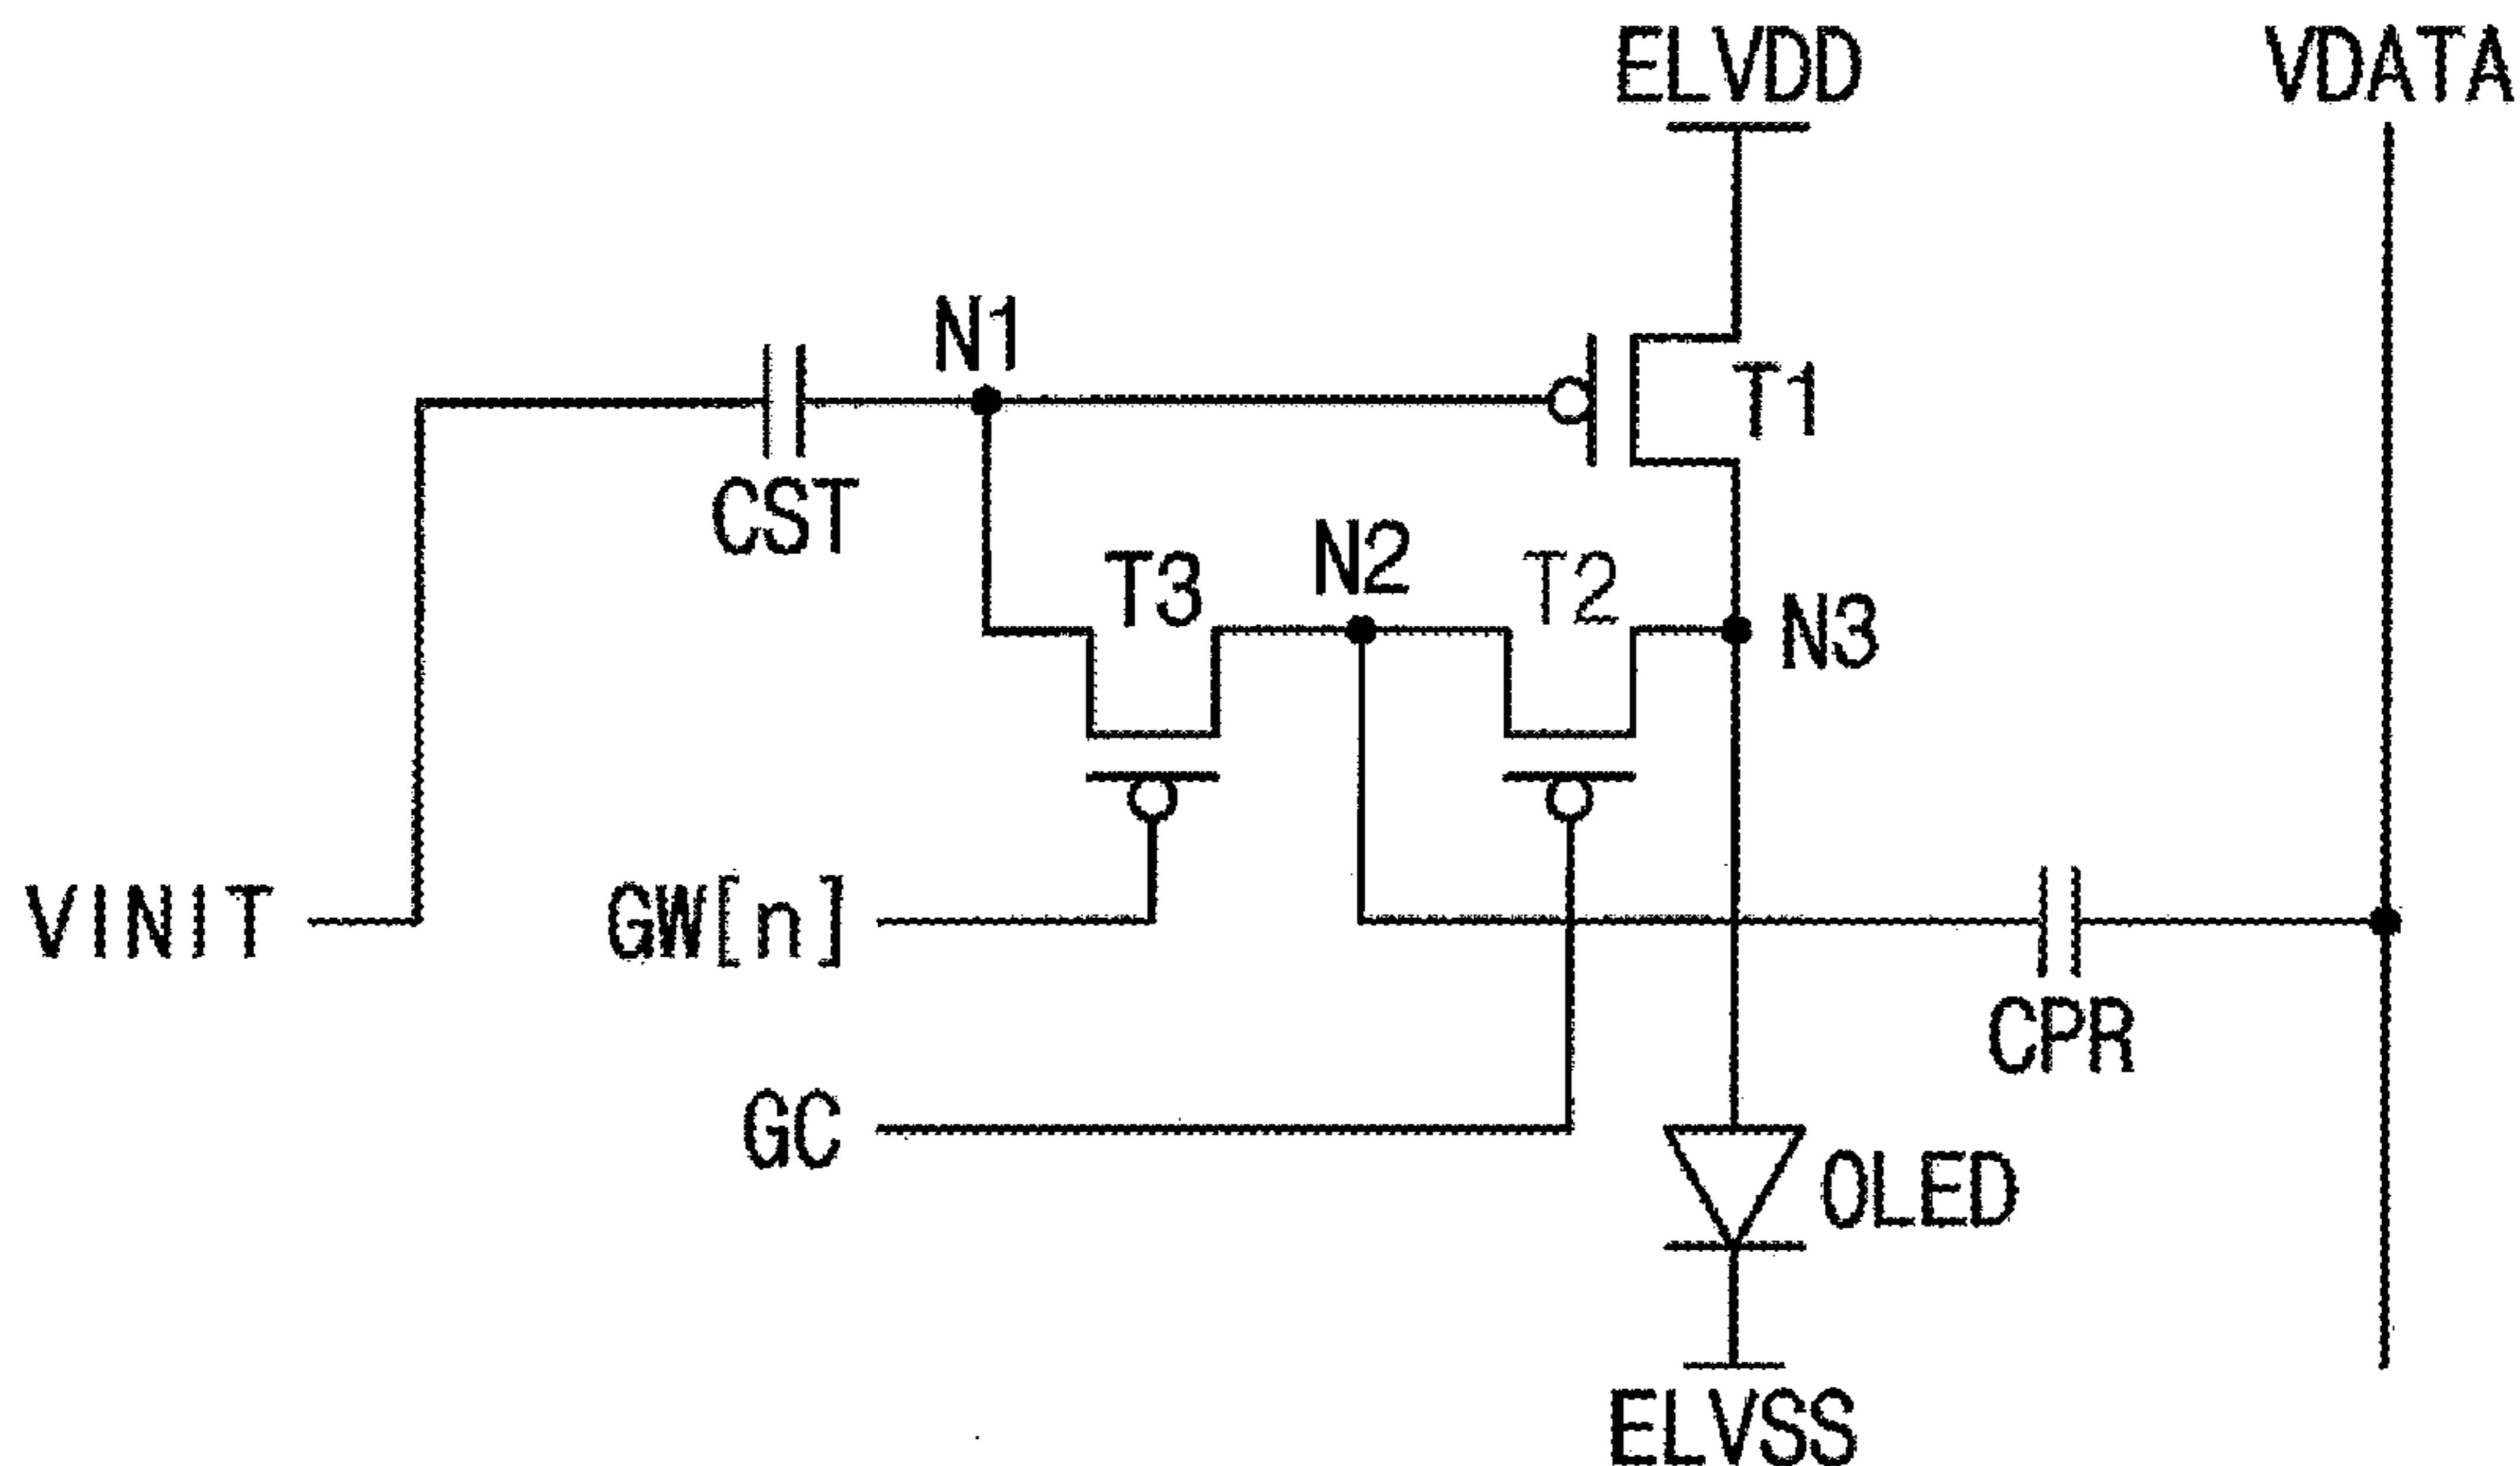 ELVDD
VDATA
N1
T1
CST
T3
N2
T2
N3
VINIT
GW[n]
CPR
GC
OLED
ELVSS